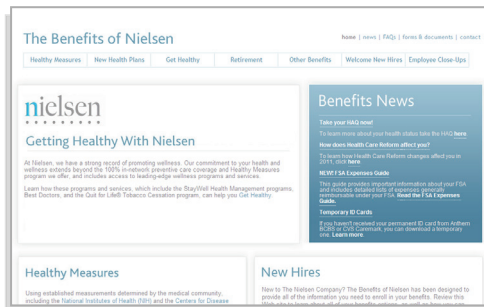 The Benefits of Nielsen
home | news | FAQs | forms & documents | contact
Healthy Measures
New Health Plans
Get Healthy
Retirement
Other Benefits
Welcome New Hires
Employee Close-Ups
nielsen
Getting Healthy With Nielsen
At Nielsen, we have a strong record of promoting wellness. Our commitment to your health and
wellness extends beyond the 100% in-network preventive care coverage and Healthy Measures
program we offer, and includes access to leading-edge wellness programs and services.
Learn how these programs and services, which include the StayWell Health Management programs,
Best Doctors, and the Quit for Life® Tobacco Cessation program, can help you Get Healthy.
Benefits News
Take your HAQ now!
To learn more about your health status take the HAQ here.
How does Health Care Reform affect you?
To learn how Health Care Reform changes affect you in
2011, click here.
NEW! FSA Expenses Guide
This guide provides important information about your FSA
and includes detailed lists of expenses generally
reimbursable under your FSA. Read the FSA Expenses
Guide.
Temporary ID Cards
If you haven't received your permanent ID card from Anthem
BCBS or CVS Caremark, you can download a temporary
one. Learn more.
Healthy Measures
Using established measurements determined by the medical community,
including the National Institutes of Health (NIH) and the Centers for Disease
New Hires
New to The Nielsen Company? The Benefits of Nielsen has been designed to
provide all of the information you need to enroll in your benefits. Review this